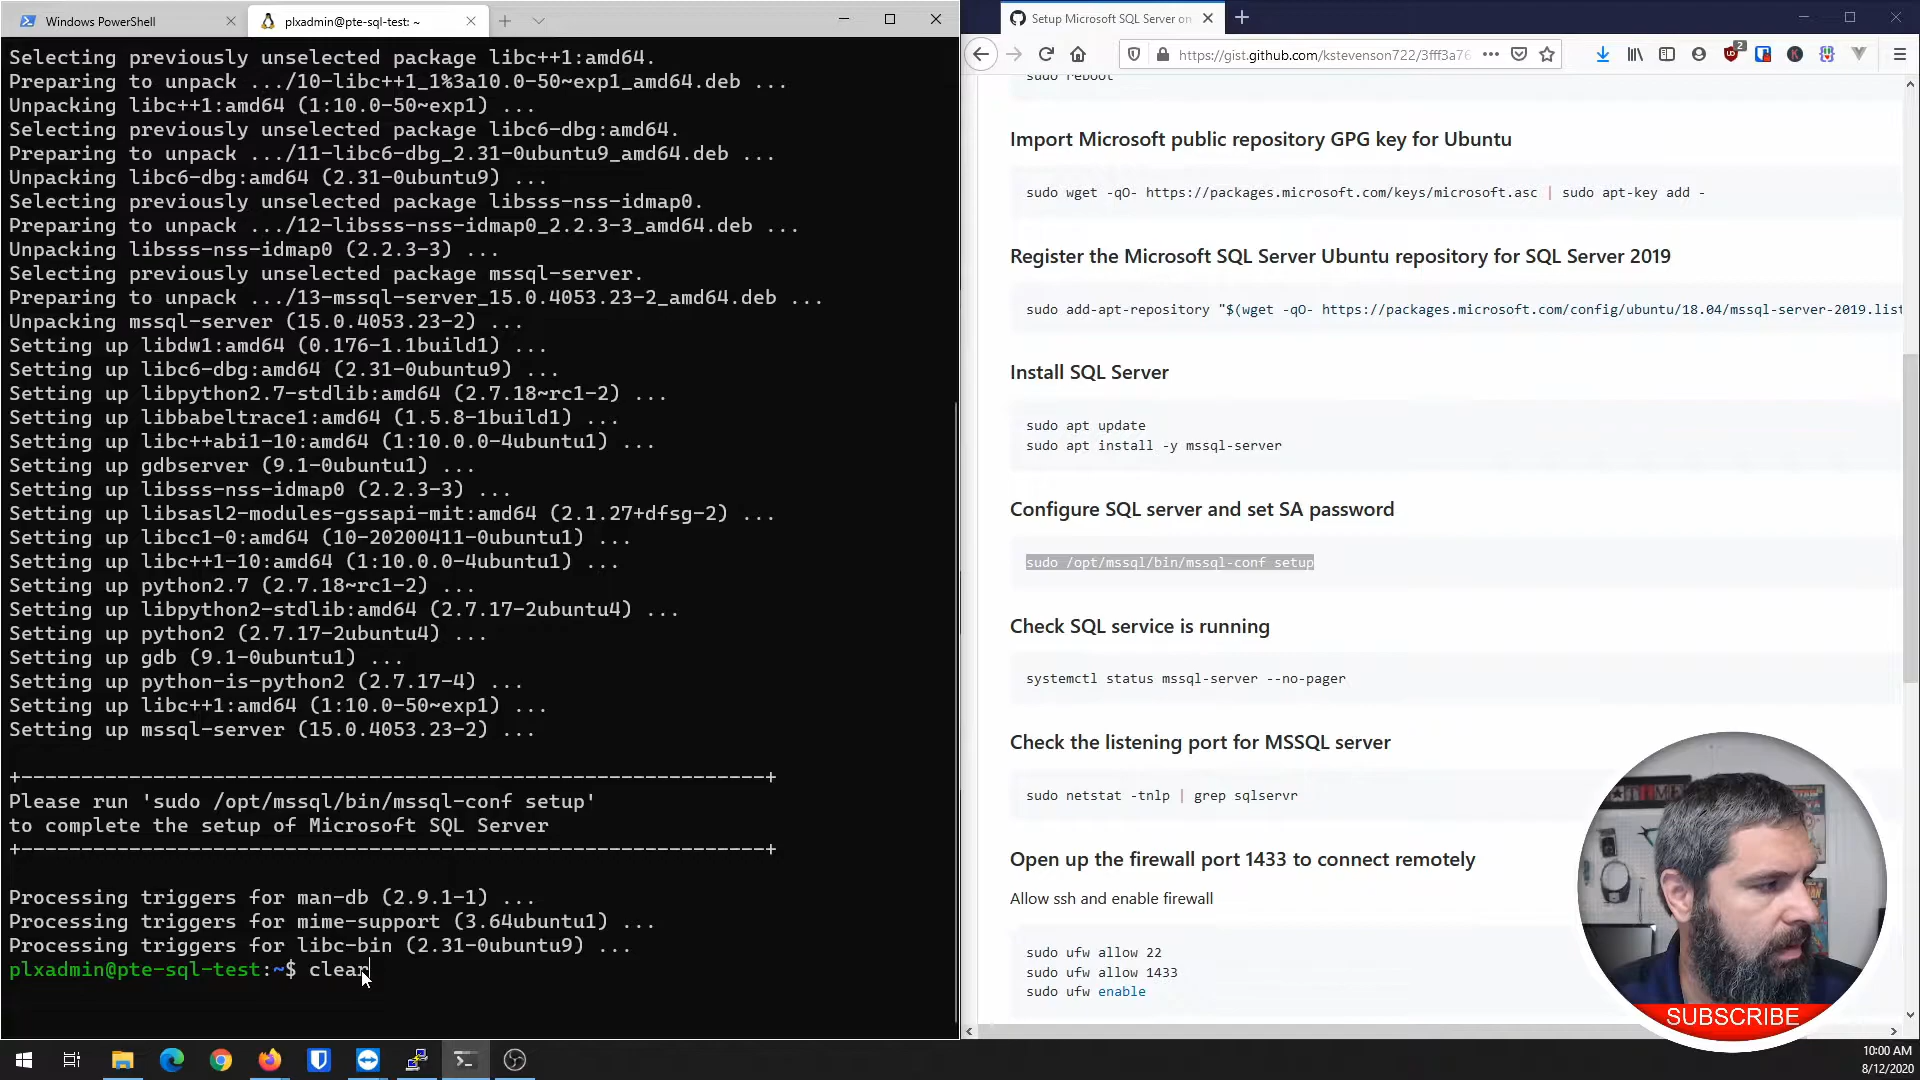 Windows PowerShell
plxadmin@pte-sql-test: ~
Selecting previously unselected package libc++1:amd64.
Preparing to unpack .../10-libc++1_1%3a10.0-50~exp1_amd64.deb ...
Unpacking libc++1:amd64 (1:10.0-50~exp1) ...
Selecting previously unselected package libc6-dbg:amd64.
Preparing to unpack .../11-libc6-dbg_2.31-0ubuntu9_amd64.deb ...
Unpacking libc6-dbg:amd64 (2.31-0ubuntu9) ...
Selecting previously unselected package libsss-nss-idmap0.
Preparing to unpack .../12-libsss-nss-idmap0_2.2.3-3_amd64.deb ...
Unpacking libsss-nss-idmap0 (2.2.3-3) ...
Selecting previously unselected package mssql-server.
Preparing to unpack .../13-mssql-server_15.0.4053.23-2_amd64.deb ...
Unpacking mssql-server (15.0.4053.23-2) ...
Setting up libdw1:amd64 (0.176-1.1build1) ...
Setting up libc6-dbg:amd64 (2.31-0ubuntu9) ...
Setting up libpython2.7-stdlib:amd64 (2.7.18~rc1-2) ...
Setting up libbabeltrace1:amd64 (1.5.8-1build1) ...
Setting up libc++abi1-10:amd64 (1:10.0.0-4ubuntu1) ...
Setting up gdbserver (9.1-0ubuntu1) ...
Setting up libsss-nss-idmap0 (2.2.3-3) ...
Setting up libsasl2-modules-gssapi-mit:amd64 (2.1.27+dfsg-2) ...
Setting up libcc1-0:amd64 (10-20200411-0ubuntu1) ...
Setting up libc++1-10:amd64 (1:10.0.0-4ubuntu1) ...
Setting up python2.7 (2.7.18~rc1-2) ...
Setting up libpython2-stdlib:amd64 (2.7.17-2ubuntu4) ...
Setting up python2 (2.7.17-2ubuntu4) ...
Setting up gdb (9.1-0ubuntu1) ...
Setting up python-is-python2 (2.7.17-4) ...
Setting up libc++1:amd64 (1:10.0-50~exp1) ...
Setting up mssql-server (15.0.4053.23-2) ...
+--------------------------------------------------------------+
Please run 'sudo /opt/mssql/bin/mssql-conf setup'
to complete the setup of Microsoft SQL Server
+--------------------------------------------------------------+
Processing triggers for man-db (2.9.1-1) ...
Processing triggers for mime-support (3.64ubuntu1) ...
Processing triggers for libc-bin (2.31-0ubuntu9) ...
plxadmin@pte-sql-test:~$ clear
Setup Microsoft SQL Server on
https://gist.github.com/kstevenson722/3fff3a76
2
sudo reboot
Import Microsoft public repository GPG key for Ubuntu
sudo wget -qO- https://packages.microsoft.com/keys/microsoft.asc | sudo apt-key add -
Register the Microsoft SQL Server Ubuntu repository for SQL Server 2019
sudo add-apt-repository "$(wget -qO- https://packages.microsoft.com/config/ubuntu/18.04/mssql-server-2019.list
Install SQL Server
sudo apt update
sudo apt install -y mssql-server
Configure SQL server and set SA password
sudo /opt/mssql/bin/mssql-conf setup
Check SQL service is running
systemctl status mssql-server --no-pager
Check the listening port for MSSQL server
sudo netstat -tnlp | grep sqlservr
Open up the firewall port 1433 to connect remotely
Allow ssh and enable firewall
sudo ufw allow 22
sudo ufw allow 1433
sudo ufw enable
SUBSCRIBE
10:00 AM
8/12/2020